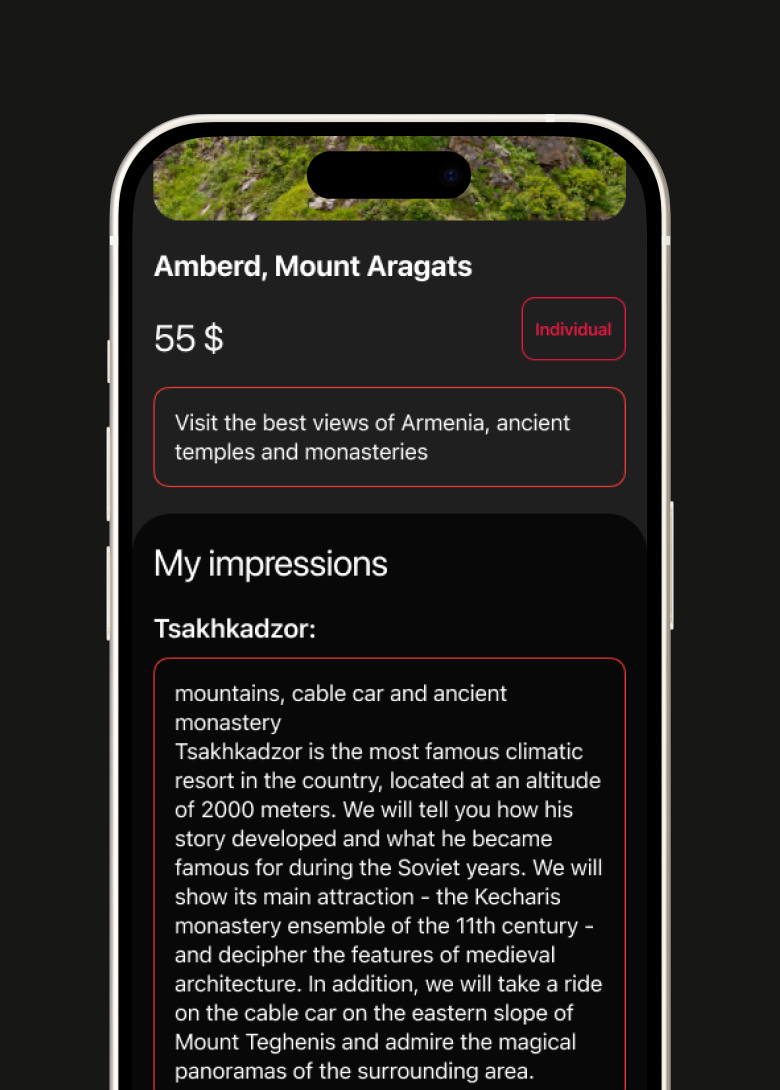 Amberd, Mount Aragats
55 $
Individual
Visit the best views of Armenia, ancient
temples and monasteries
My impressions
Tsakhkadzor:
mountains, cable car and ancient
monastery
Tsakhkadzor is the most famous climatic
resort in the country, located at an altitude
of 2000 meters. We will tell you how his
story developed and what he became
famous for during the Soviet years. We will
show its main attraction - the Kecharis
monastery ensemble of the 11th century -
and decipher the features of medieval
architecture. In addition, we will take a ride
on the cable car on the eastern slope of
Mount Teghenis and admire the magical
panoramas of the surrounding area.